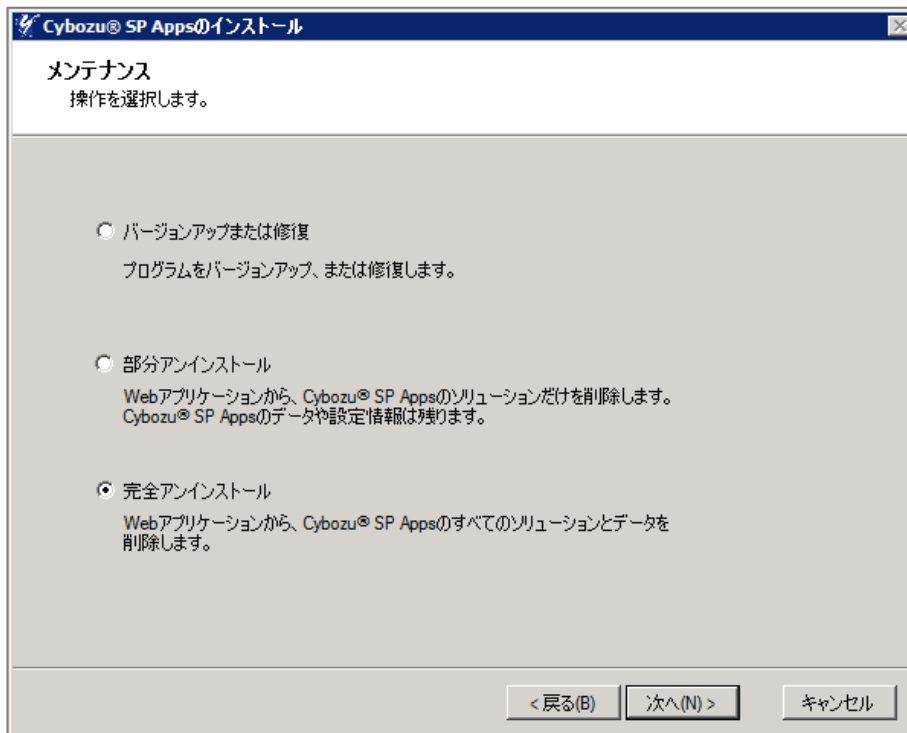 Cybozu® SP Appsのインストール
メンテナンス
操作を選択します。
バージョンアップまたは修復
プログラムをバージョンアップ、または修復します。
部分アンインストール
Webアプリケーションから、Cybozu® SP Appsのソリューションだけを削除します。
Cybozu® SP Appsのデータや設定情報は残ります。
完全アンインストール
Webアプリケーションから、Cybozu® SP Appsのすべてのソリューションとデータを
削除します。
< 戻る(B) 次へ(N) > キャンセル